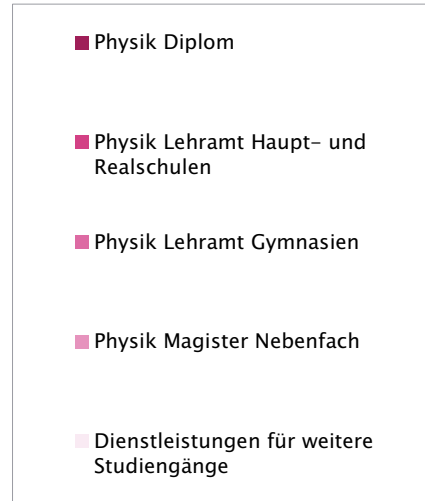 Physik Diplom
Physik Lehramt Haupt- und
Realschulen
Physik Lehramt Gymnasien
Physik Magister Nebenfach
Dienstleistungen für weitere
Studiengänge